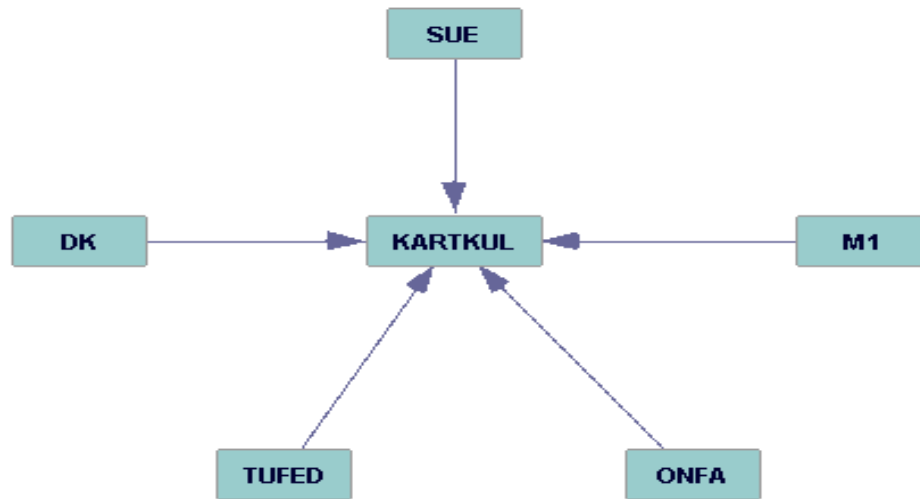 SUE
DK
KARTKUL
M1
TUFED
ONFA